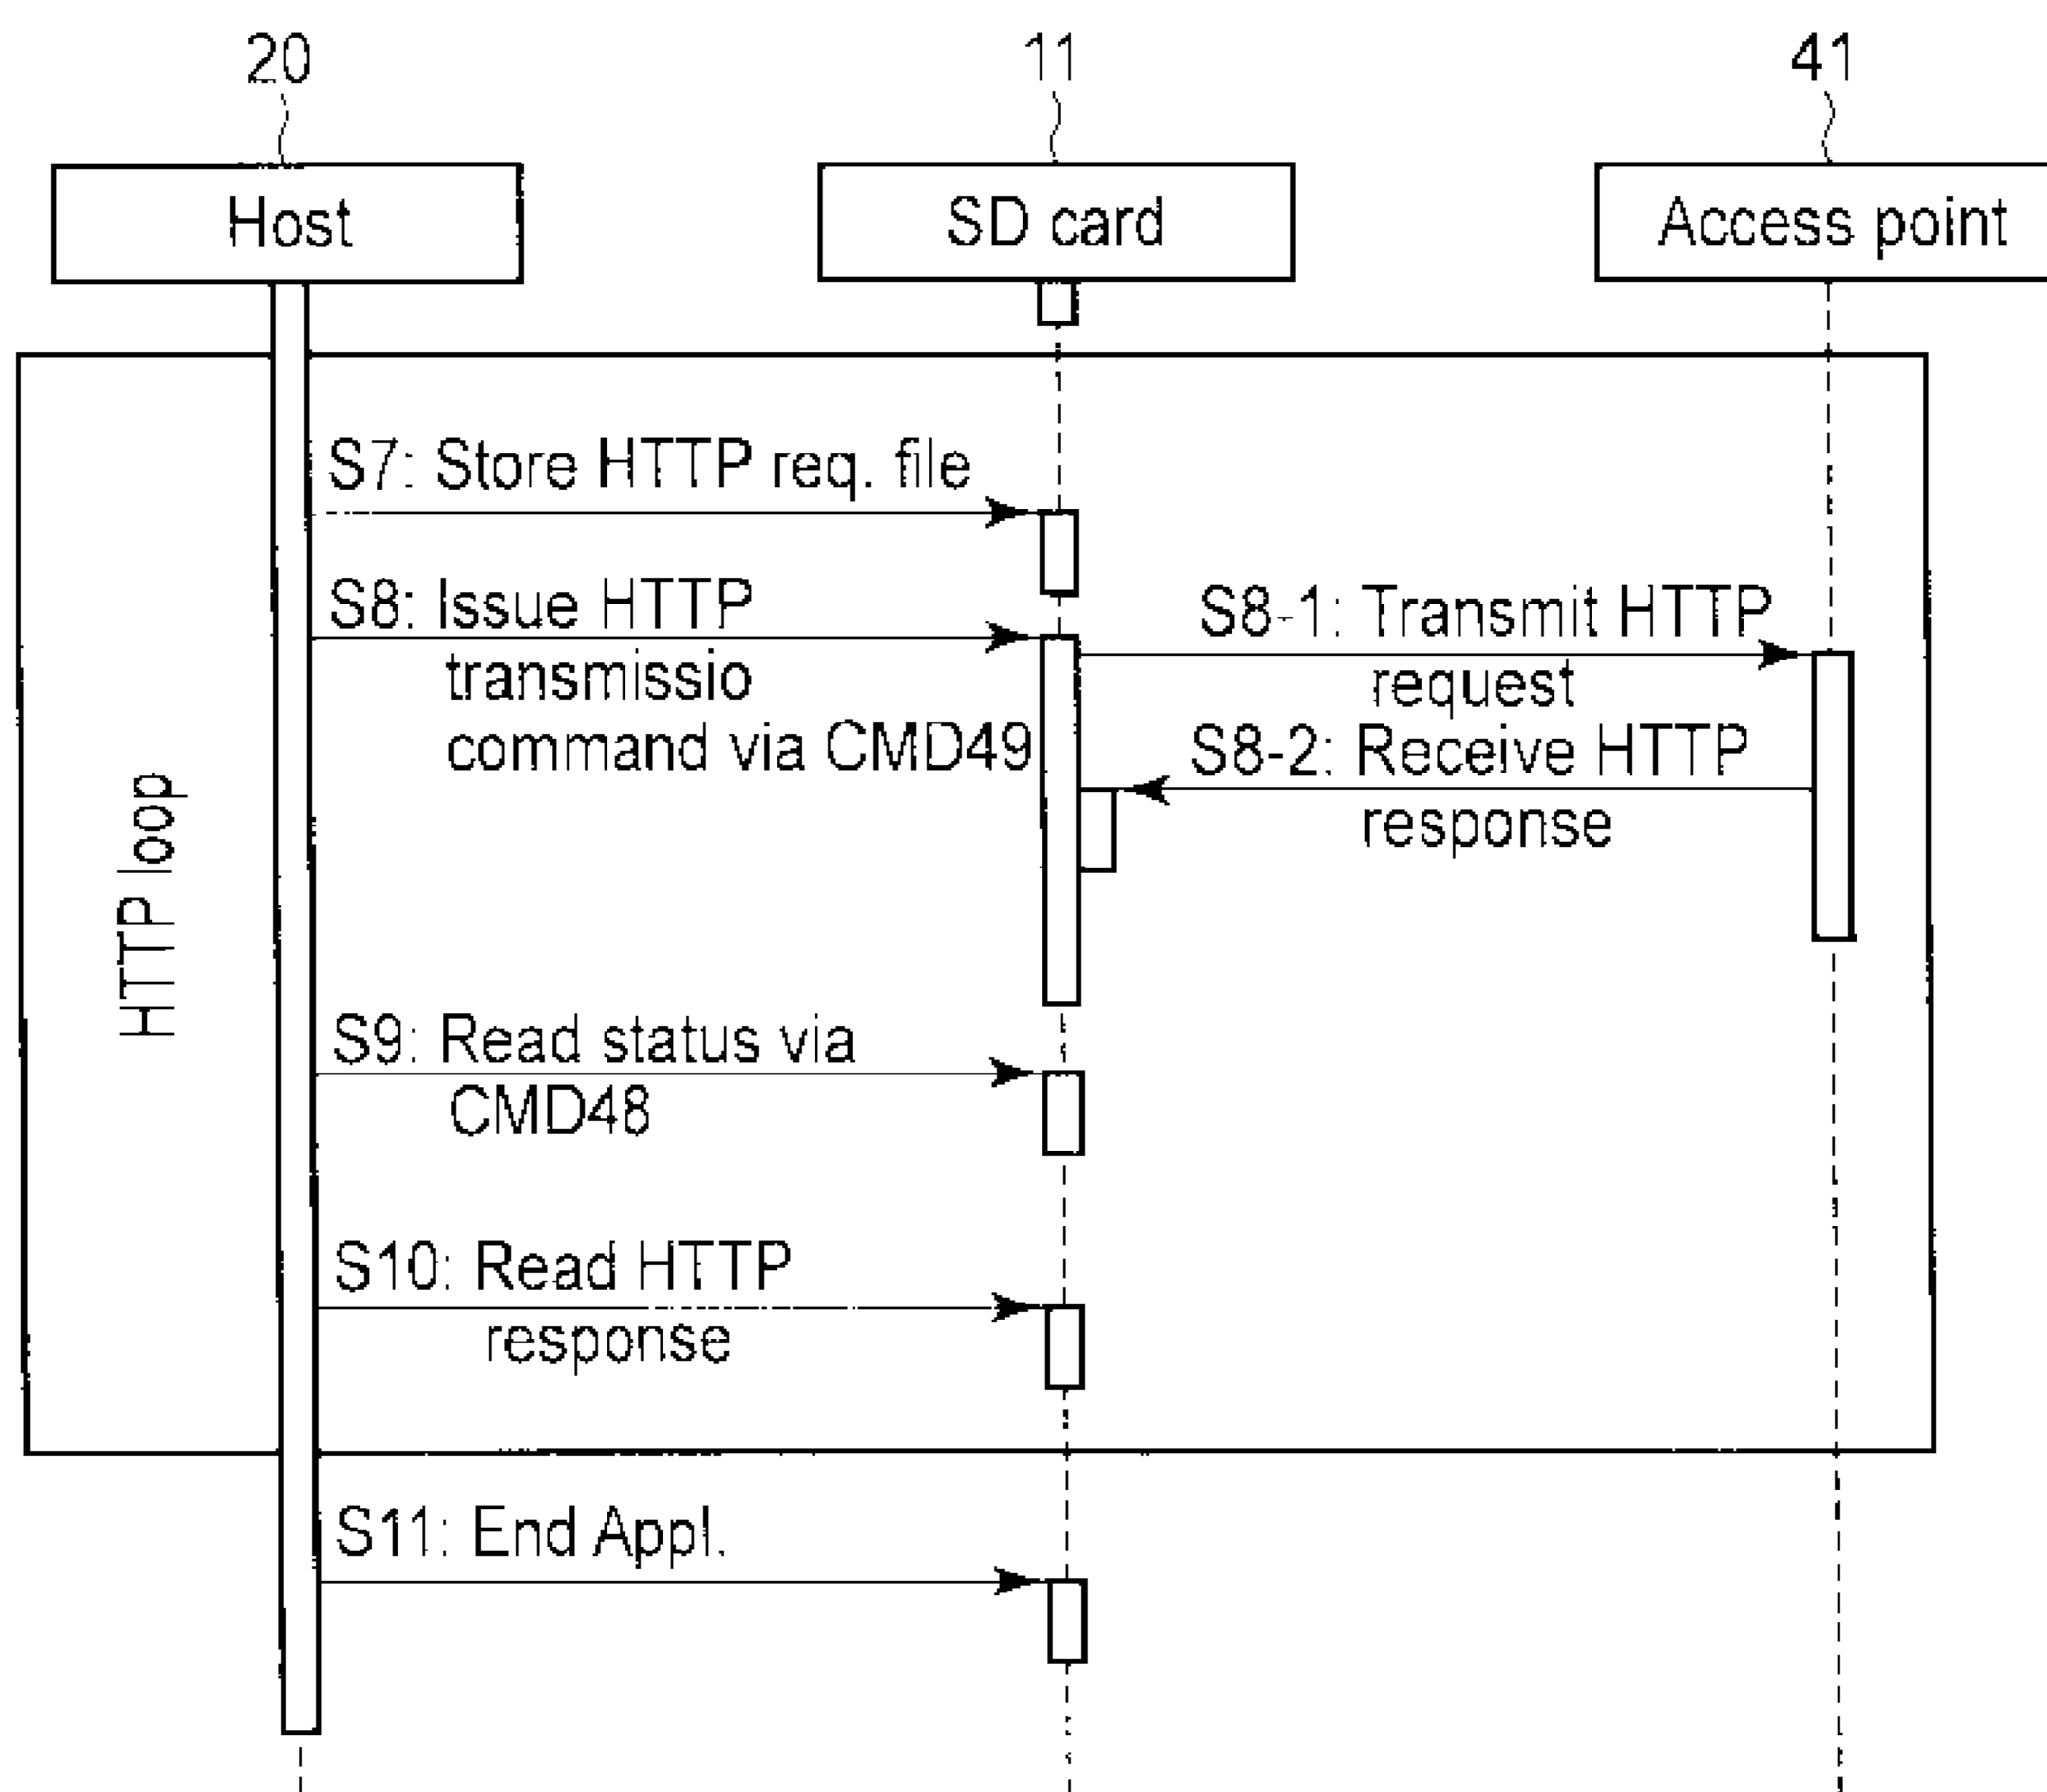 20
11
41
Host
SD card
Access point
HTTP loop
S7: Store HTTP req. file
S8: Issue HTTP
transmissio
command via CMD49
S8-1: Transmit HTTP
request
S8-2: Receive HTTP
response
S9: Read status via
CMD48
S10: Read HTTP
response
S11: End Appl.